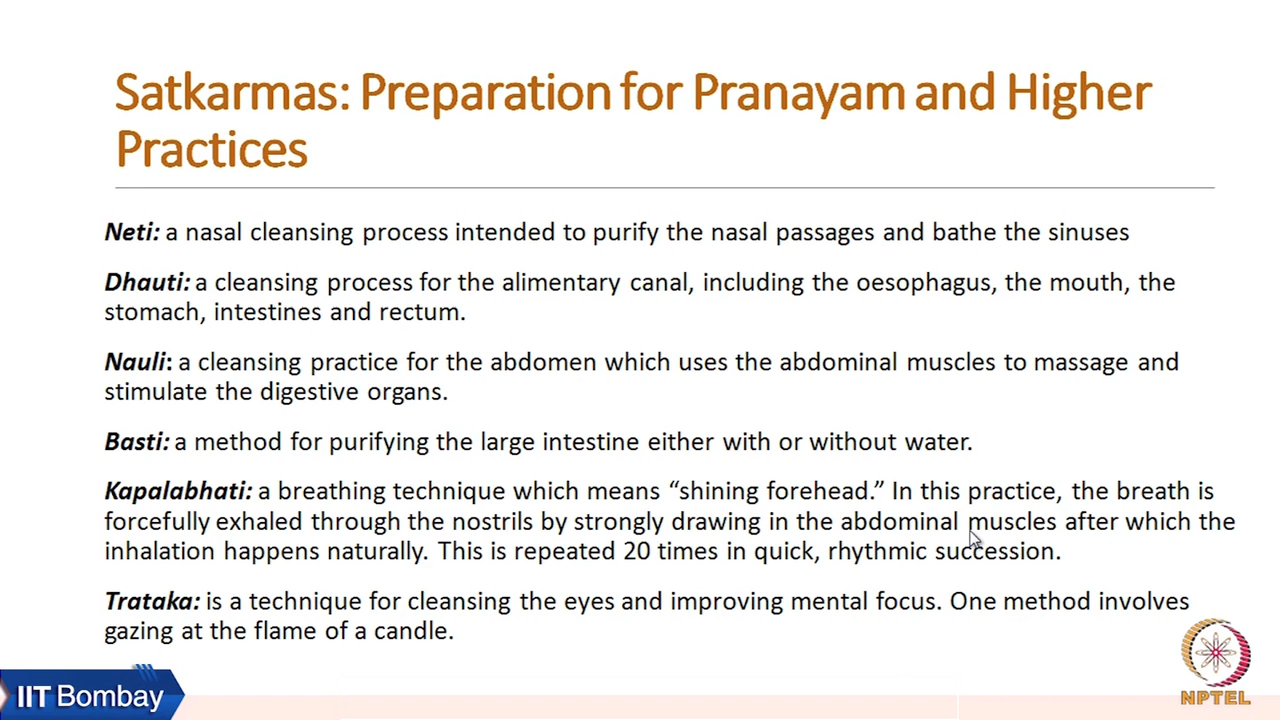 Satkarmas: Preparation for Pranayam and Higher
Practices
Neti: a nasal cleansing process intended to purify the nasal passages and bathe the sinuses
Dhauti: a cleansing process for the alimentary canal, including the oesophagus, the mouth, the
stomach, intestines and rectum.
Nauli: a cleansing practice for the abdomen which uses the abdominal muscles to massage and
stimulate the digestive organs.
Basti: a method for purifying the large intestine either with or without water.
Kapalabhati: a breathing technique which means “shining forehead.” In this practice, the breath is
forcefully exhaled through the nostrils by strongly drawing in the abdominal muscles after which the
inhalation happens naturally. This is repeated 20 times in quick, rhythmic succession.
Trataka: is a technique for cleansing the eyes and improving mental focus. One method involves
gazing at the flame of a candle.
IIT Bombay
NPTEL